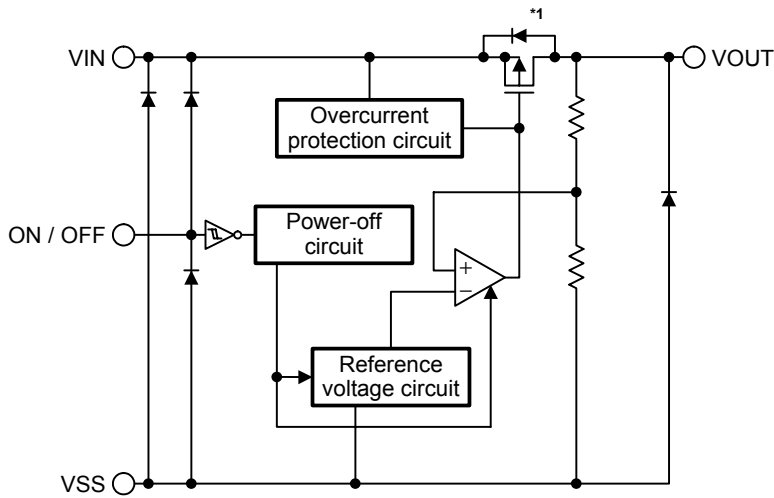 *1
VIN
VOUT
Overcurrent
protection circuit
ON / OFF
Power-off
circuit
+
−
Reference
voltage circuit
VSS